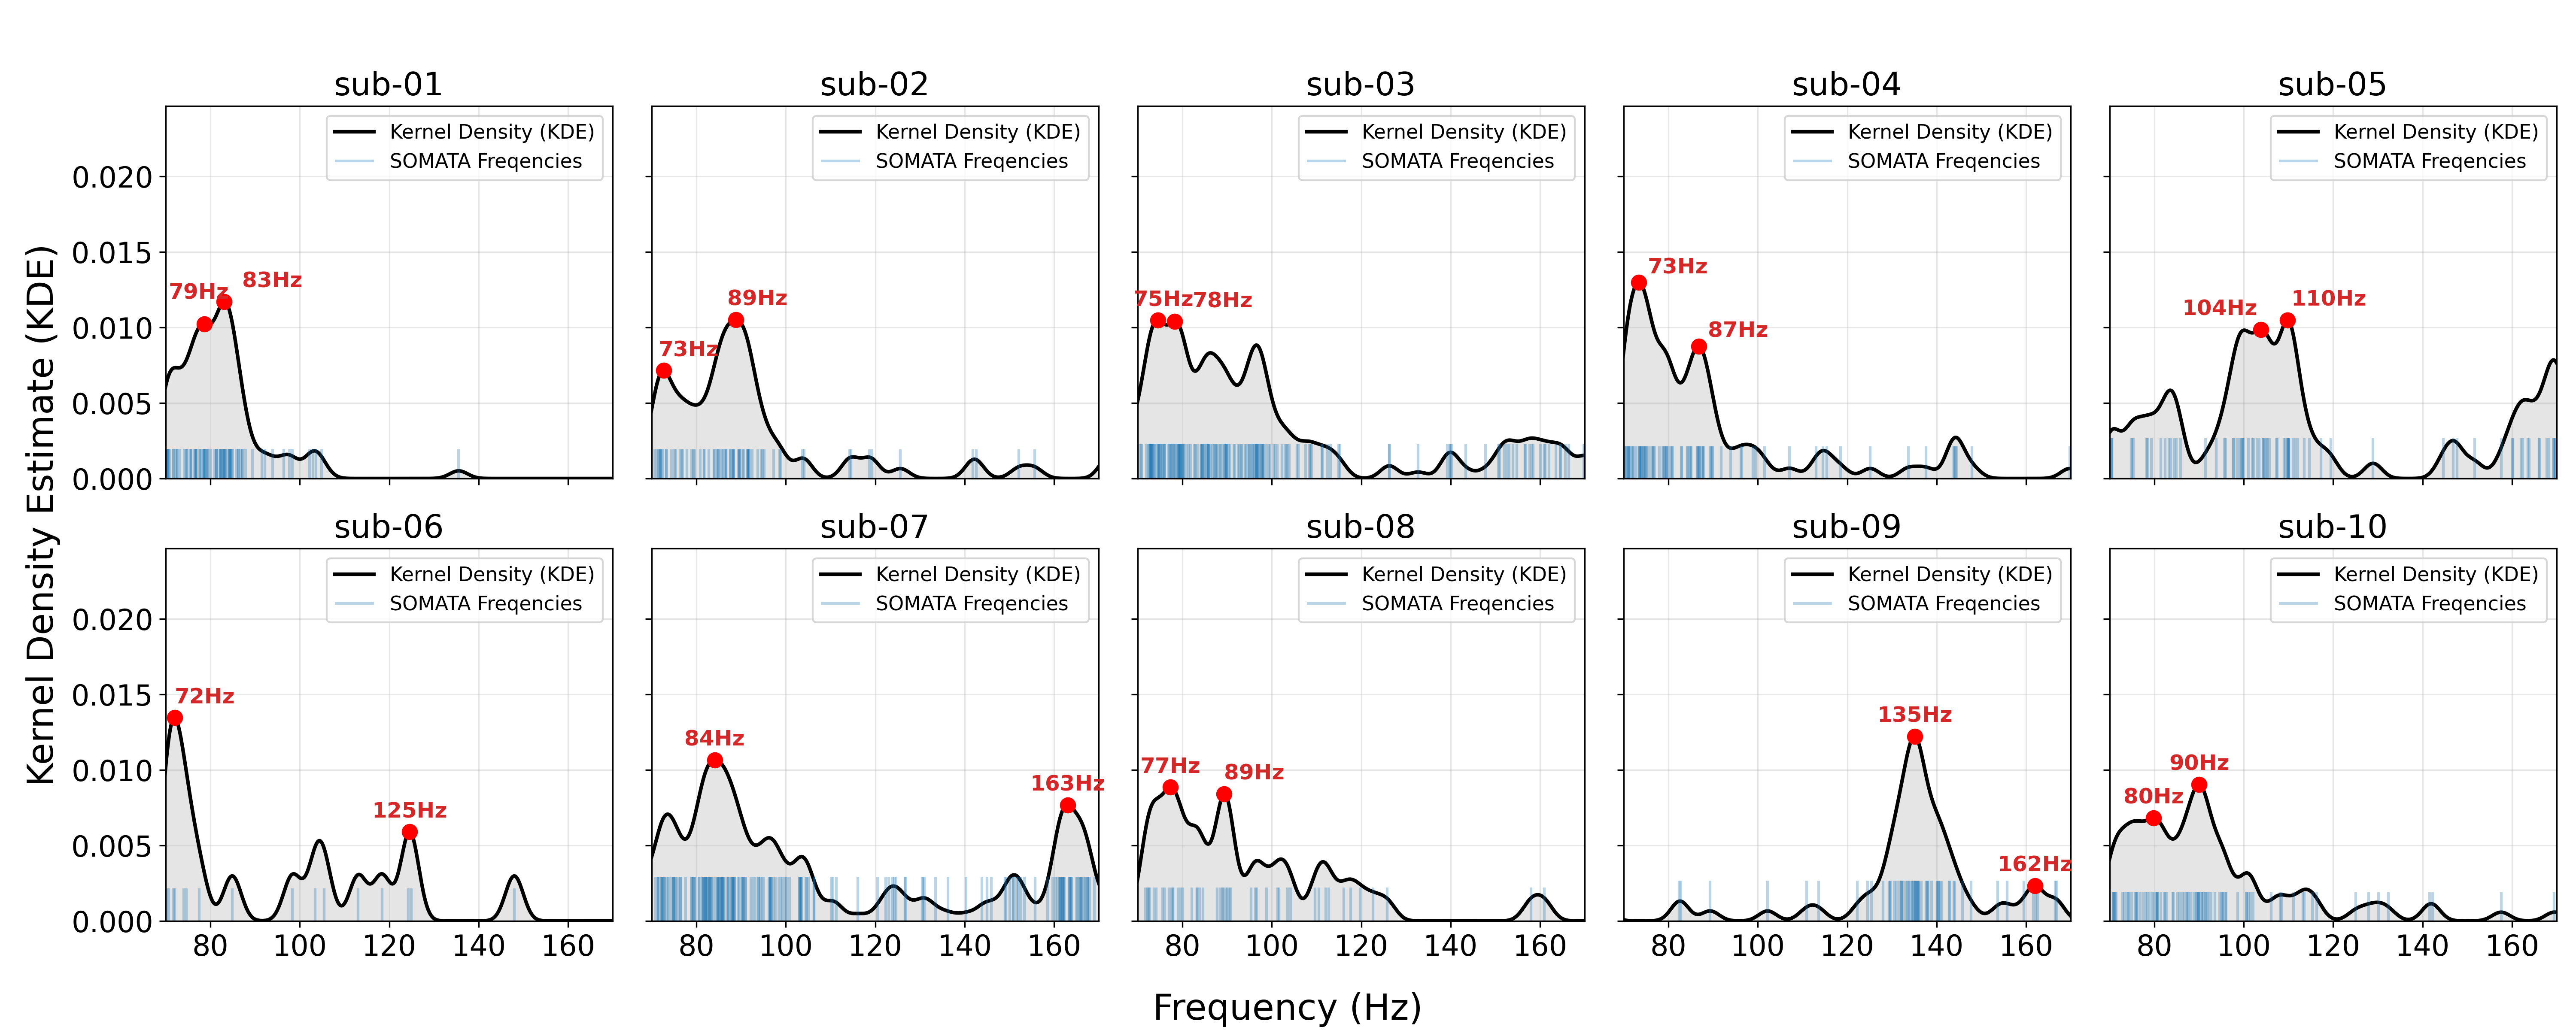 sub-01
sub-02
sub-03
sub-04
sub-05
Kernel Density (KDE)
SOMATA Freqencies
Kernel Density (KDE)
SOMATA Freqencies
Kernel Density (KDE)
SOMATA Freqencies
Kernel Density (KDE)
SOMATA Freqencies
Kernel Density (KDE)
SOMATA Freqencies
0.020
0.015
0.010
0.005
0.000
79Hz
83Hz
73Hz
89Hz
75Hz
78Hz
73Hz
87Hz
104Hz
110Hz
Kernel Density Estimate (KDE)
sub-06
sub-07
sub-08
sub-09
sub-10
Kernel Density (KDE)
SOMATA Freqencies
Kernel Density (KDE)
SOMATA Freqencies
Kernel Density (KDE)
SOMATA Freqencies
Kernel Density (KDE)
SOMATA Freqencies
Kernel Density (KDE)
SOMATA Freqencies
0.020
0.015
0.010
0.005
0.000
72Hz
125Hz
84Hz
163Hz
77Hz
89Hz
135Hz
162Hz
80Hz
90Hz
80 100 120 140 160
80 100 120 140 160
80 100 120 140 160
80 100 120 140 160
80 100 120 140 160
Frequency (Hz)